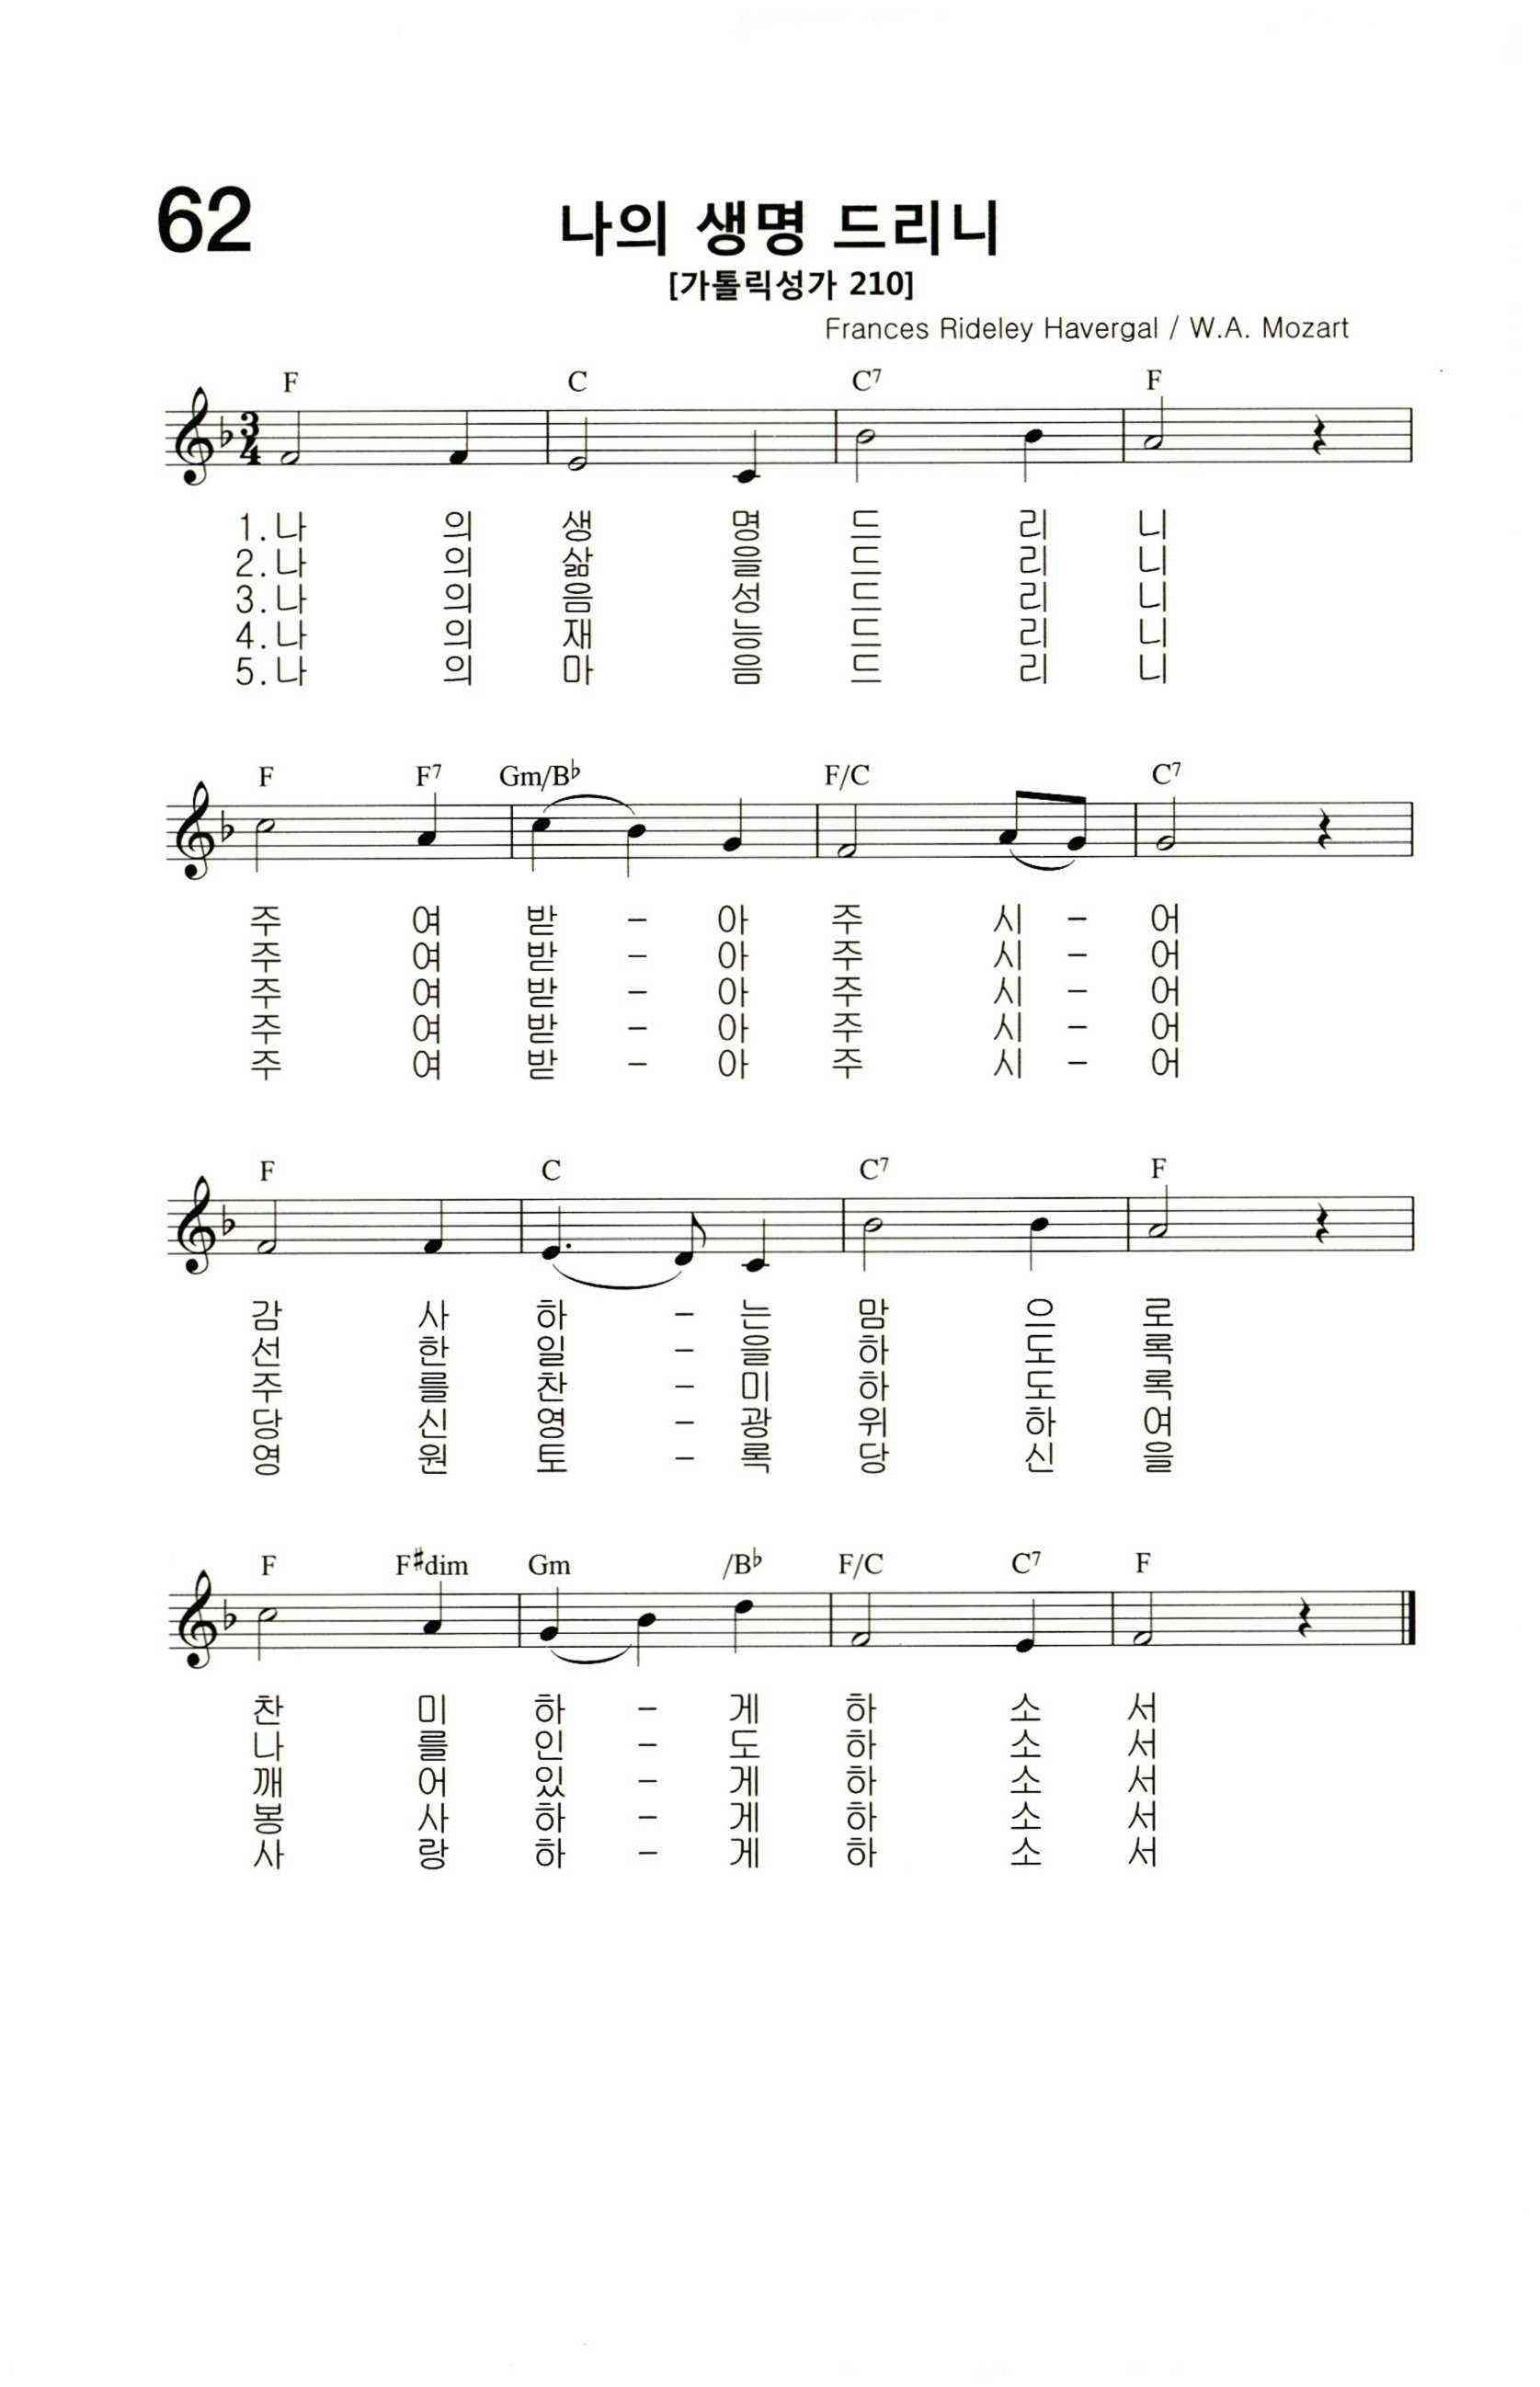 62
나의 생명 드리니
[가톨릭성가 210]
Frances Rideley Havergal / W.A. Mozart
F C C7 F
1.나 의 생 명 드 리 니
2.나 의 삶 을 드 리 니
3.나 의 음 성 드 리 니
4.나 의 재 능 드 리 니
5.나 의 마 음 드 리 니
F F7 Gm/B♭ F/C C7
주 여 받 - 아 주 시 - 어
주 여 받 - 아 주 시 - 어
주 여 받 - 아 주 시 - 어
주 여 받 - 아 주 시 - 어
주 여 받 - 아 주 시 - 어
F C C7 F
감 사 하 - 는 맘 으 로
선 한 일 - 을 하 도 록
주 를 찬 - 미 하 도 록
당 신 영 - 광 위 하 여
영 원 토 - 록 당 신 을
F F♯dim Gm /B♭ F/C C7 F
찬 미 하 - 게 하 소 서
나 를 인 - 도 하 소 서
깨 어 있 - 게 하 소 서
봉 사 하 - 게 하 소 서
사 랑 하 - 게 하 소 서